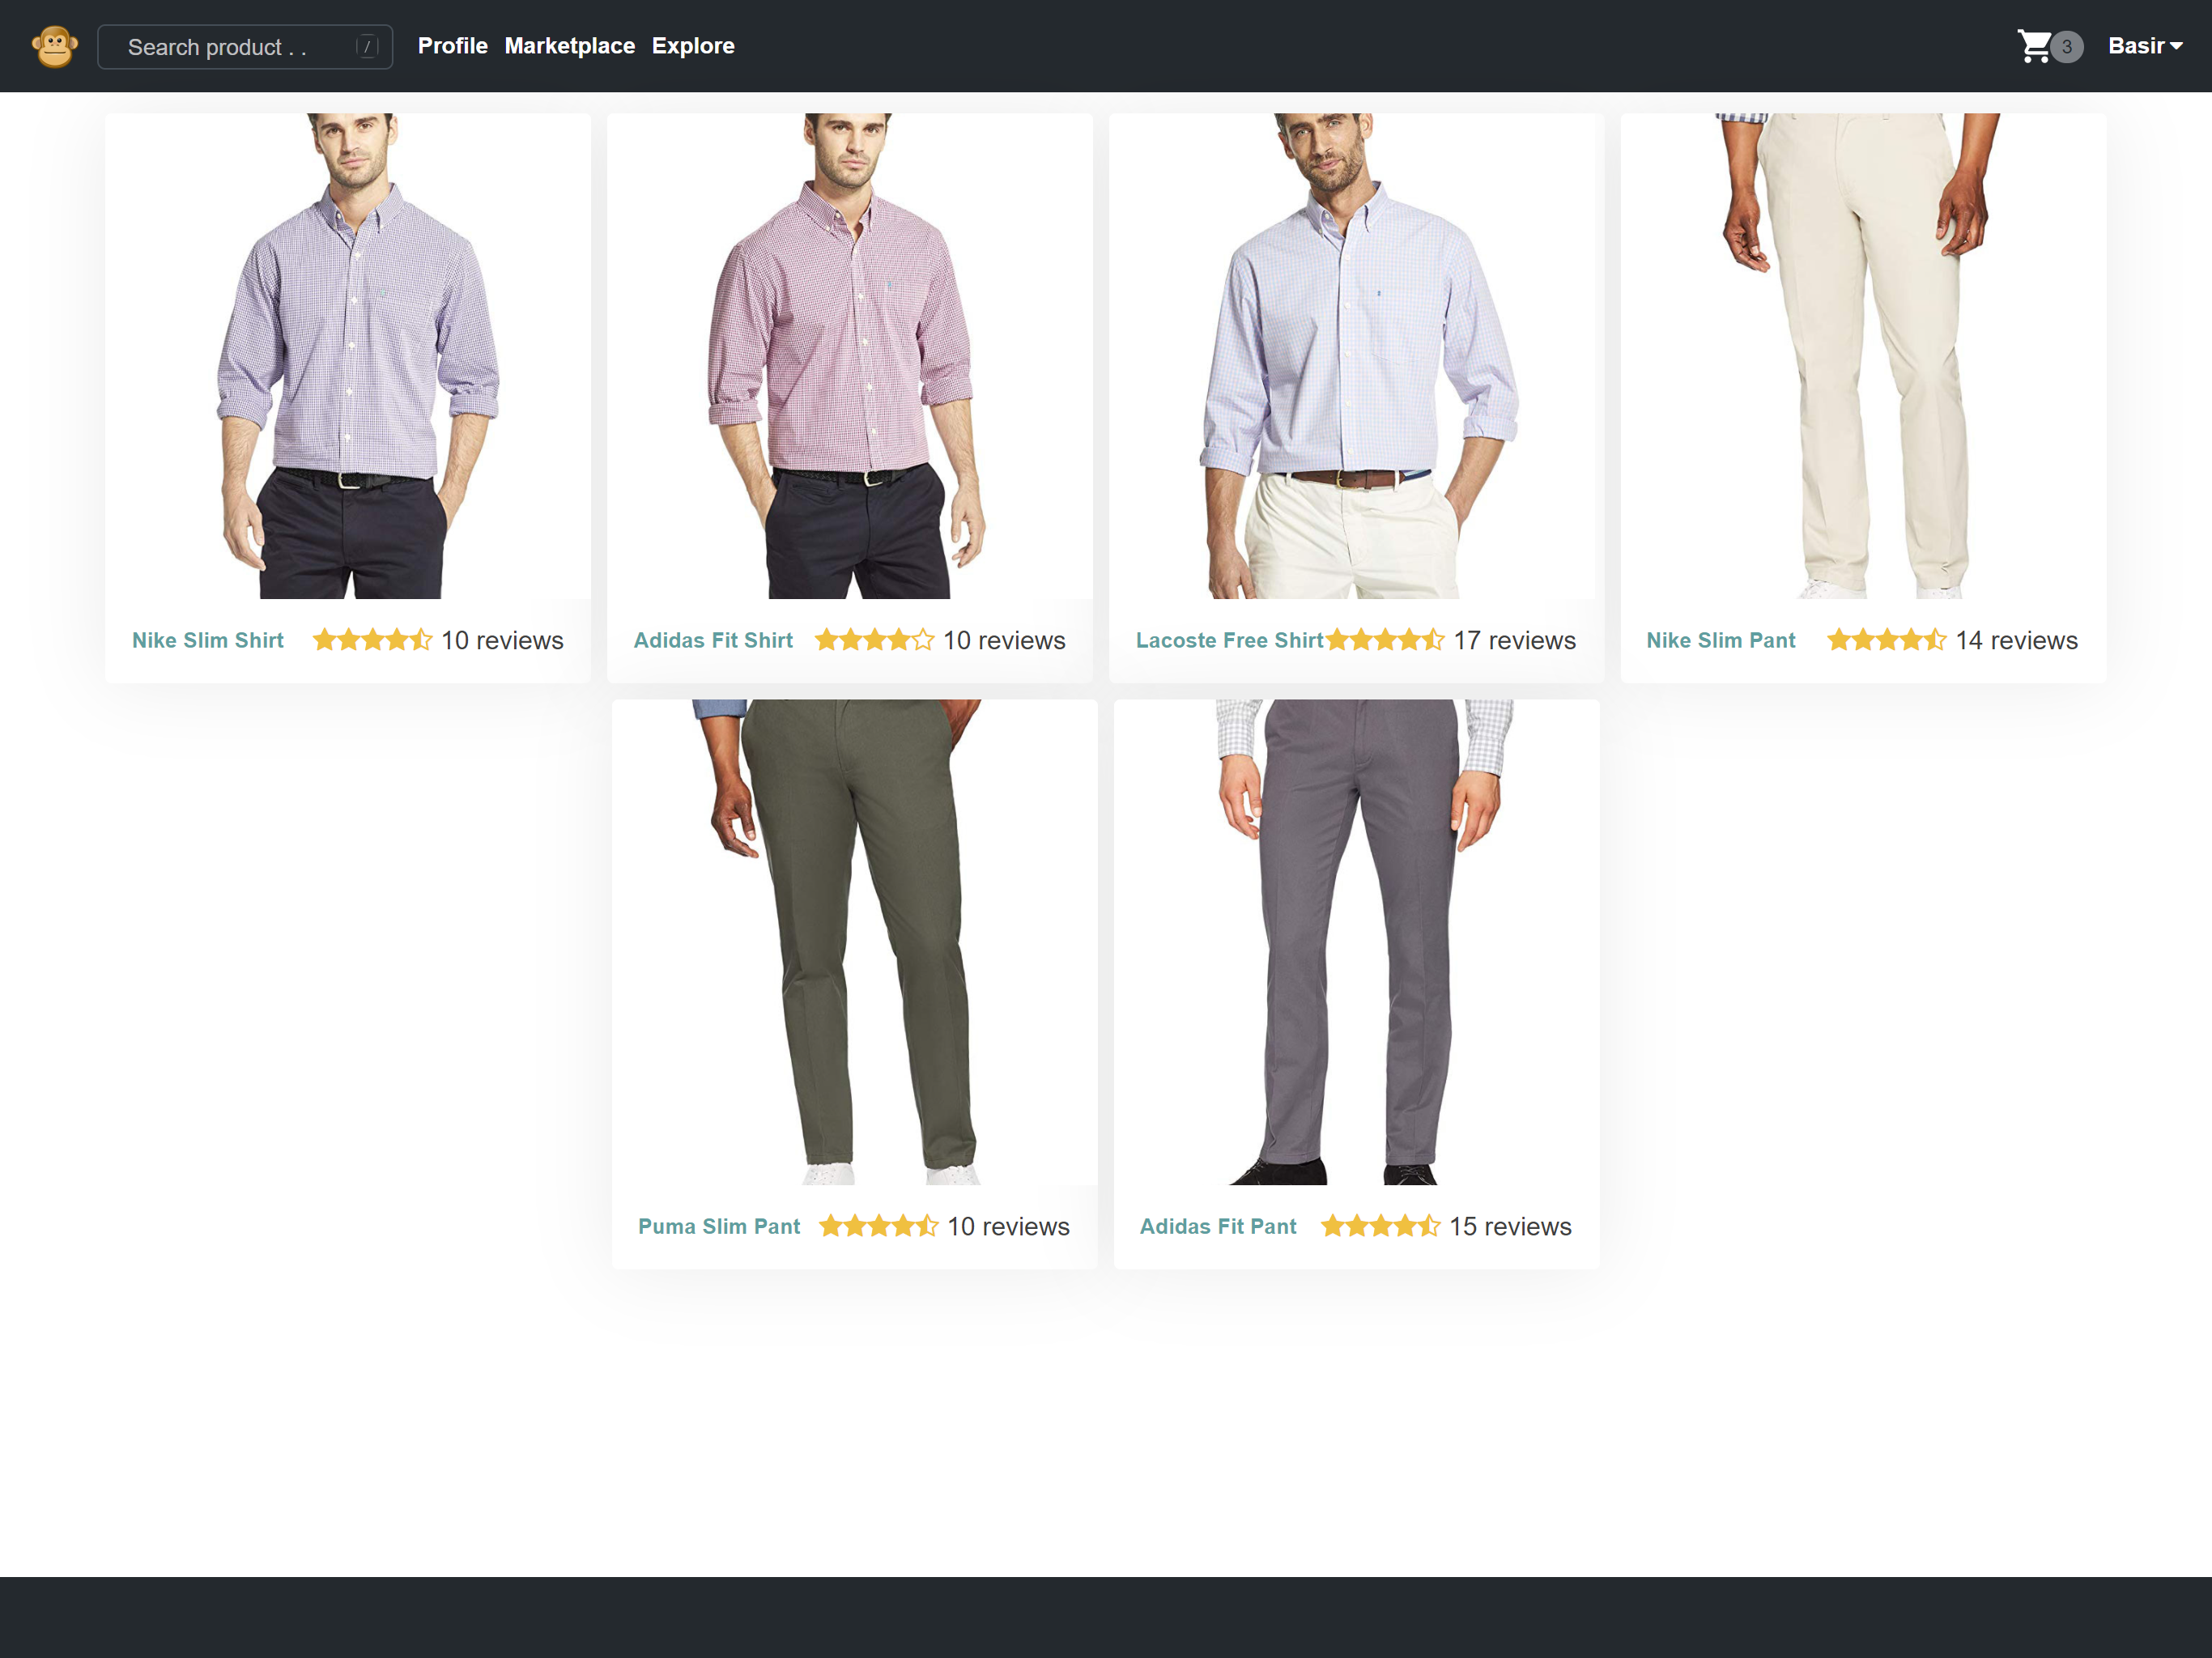 Search product . . /
Profile Marketplace Explore
3
Basir
Nike Slim Shirt 10 reviews
Adidas Fit Shirt 10 reviews
Lacoste Free Shirt 17 reviews
Nike Slim Pant 14 reviews
Puma Slim Pant 10 reviews
Adidas Fit Pant 15 reviews